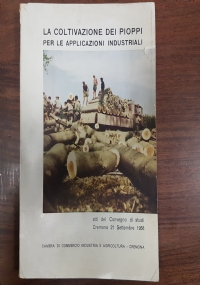 LA COLTIVAZIONE DEI PIOPPI
PER LE APPLICAZIONI INDUSTRIALI
atti del Convegno di studi
Cremona 21 Settembre 1958
CAMERA DI COMMERCIO INDUSTRIA E AGRICOLTURA - CREMONA